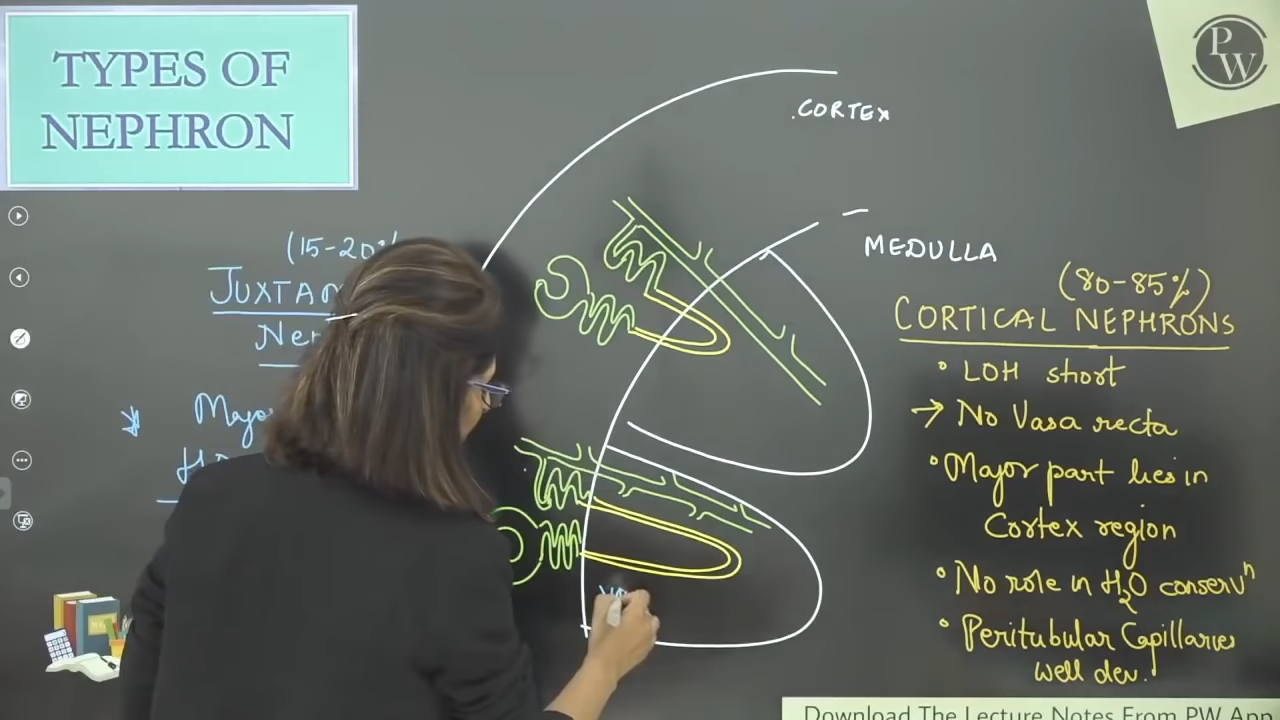 TYPES OF
NEPHRON
PW
.CORTEX
MEDULLA
(15-20%
JUXTA
Ne
Majo
(80-85%)
CORTICAL NEPHRONS
• LOH short
→ No Vasa recta
• Major part lies in
Cortex region
• No role in H₂O conservⁿ
• Peritubular Capillaries
well dev.
Download The Lecture Notes From PW App